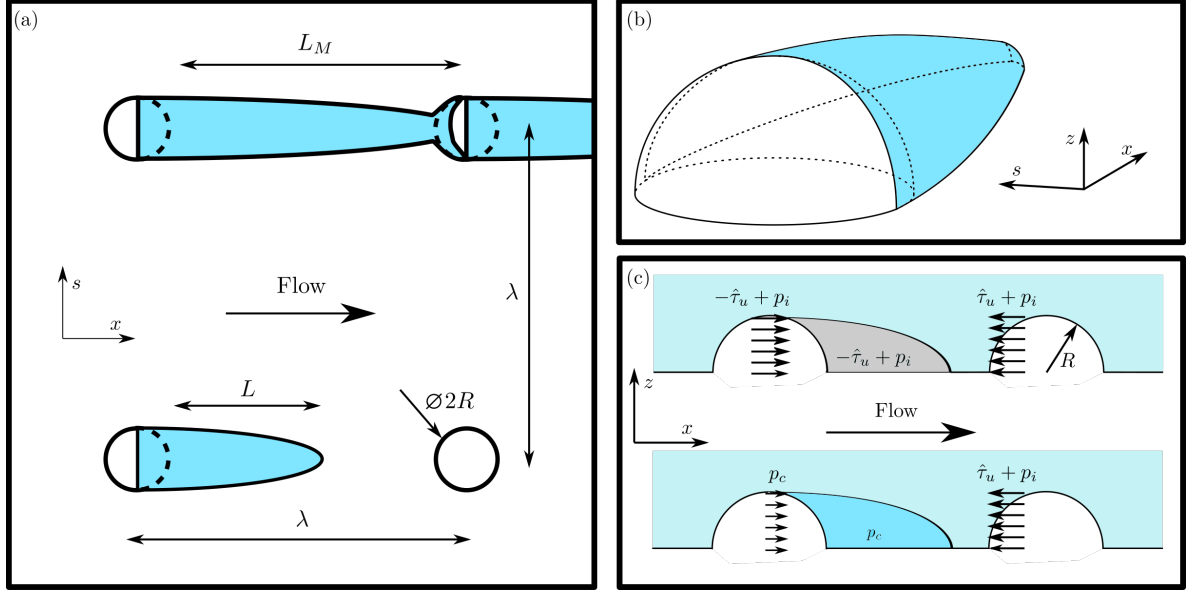 (a)
L_M
λ
s
Flow
x
L
∅2R
λ
(b)
z
x
s
(c)
-τ̂_u + p_i
τ̂_u + p_i
-τ̂_u + p_i
R
z
Flow
x
p_c
τ̂_u + p_i
p_c